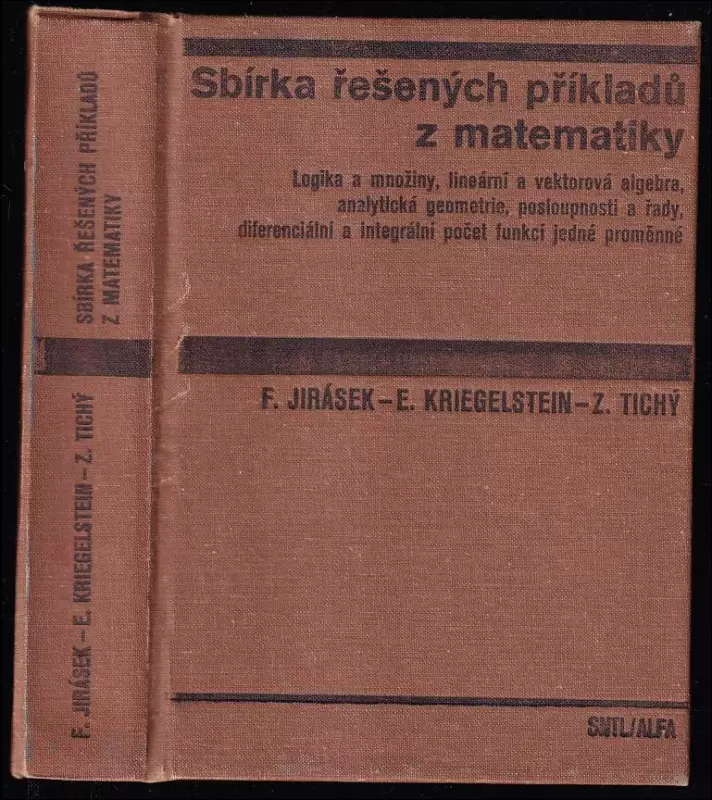 SBÍRKA ŘEŠENÝCH PŘÍKLADŮ
Z MATEMATIKY
F. JIRÁSEK – E. KRIEGELSTEIN – Z. TICHÝ
Sbírka řešených příkladů
z matematiky
Logika a množiny, lineární a vektorová algebra,
analytická geometrie, posloupnosti a řady,
diferenciální a integrální počet funkcí jedné proměnné
F. JIRÁSEK – E. KRIEGELSTEIN – Z. TICHÝ
SNTL/ALFA